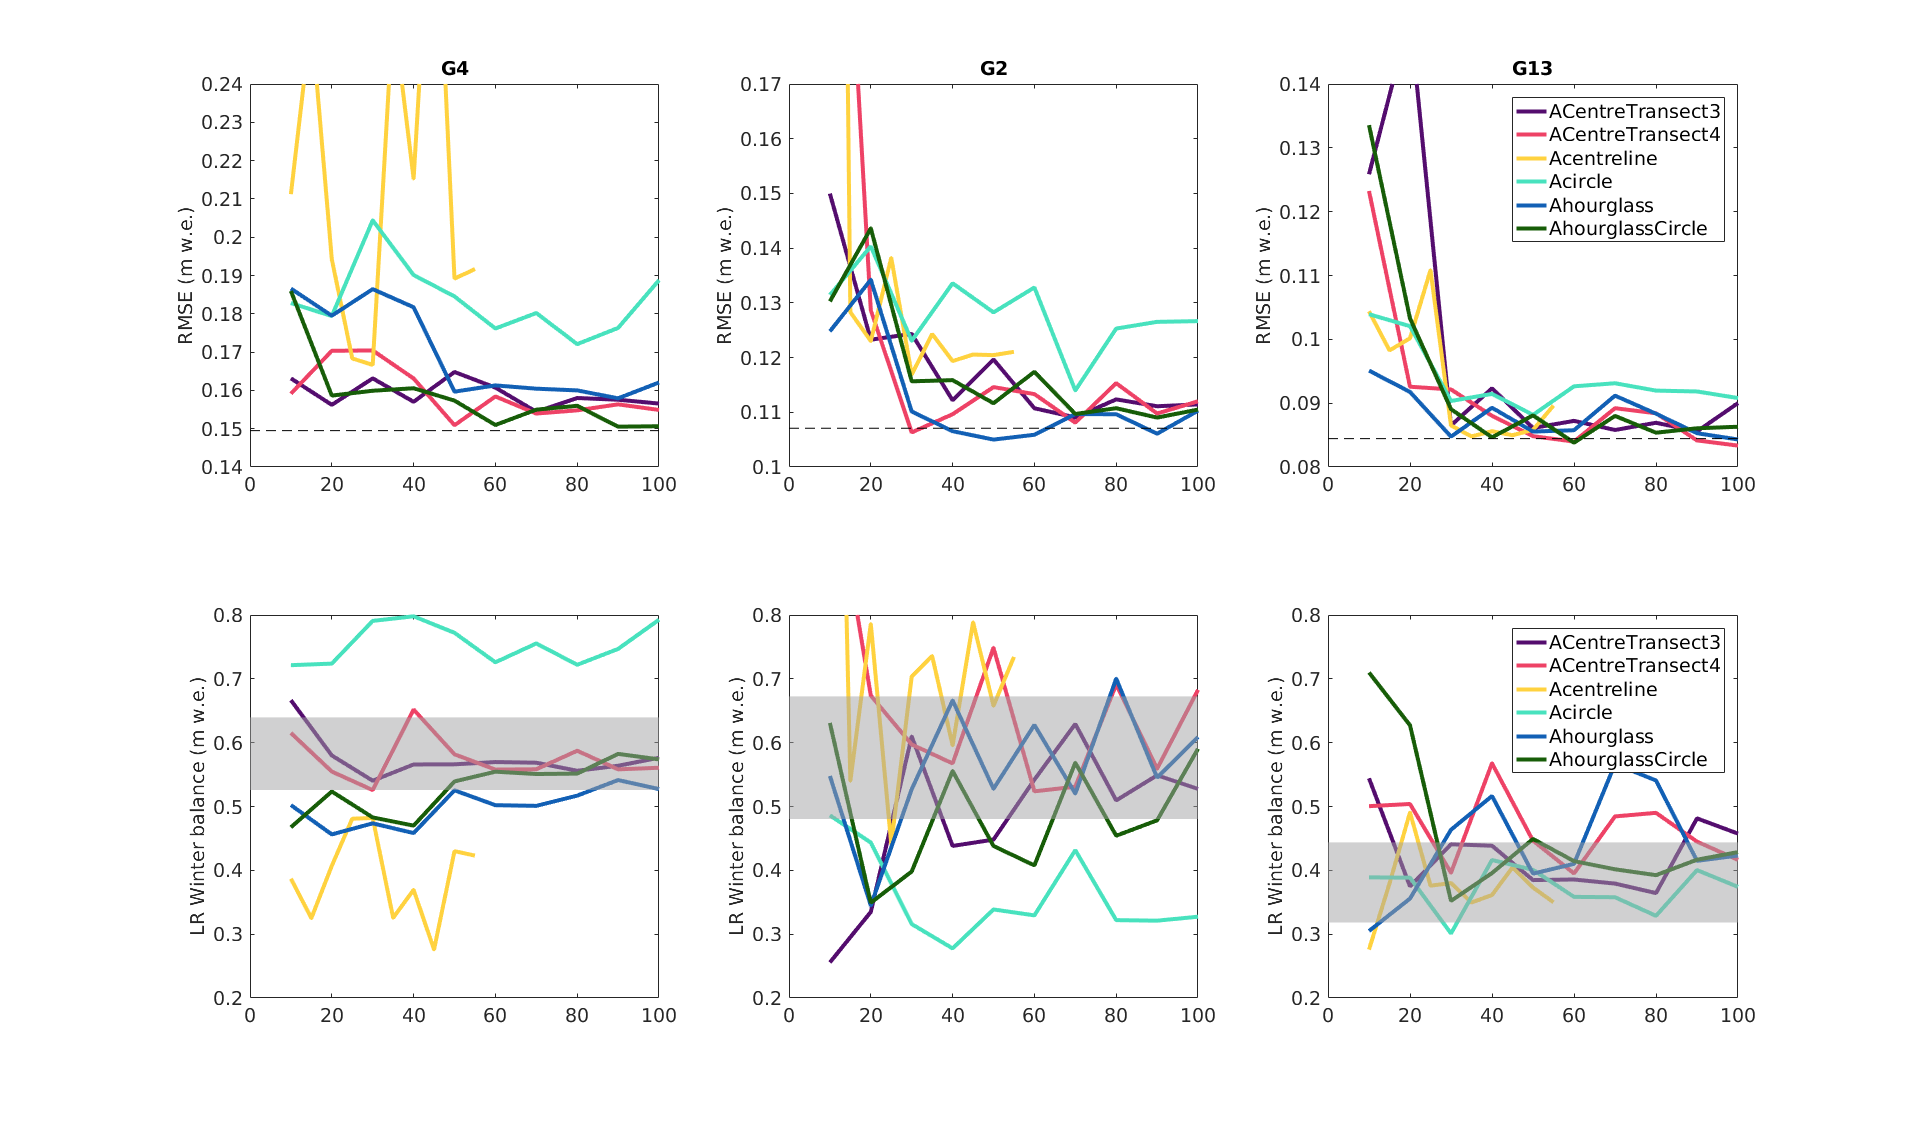 G4
G2
G13
0.24
0.23
0.22
0.21
0.2
0.19
0.18
0.17
0.16
0.15
0.14
RMSE (m w.e.)
0 20 40 60 80 100
0.17
0.16
0.15
0.14
0.13
0.12
0.11
0.1
RMSE (m w.e.)
0 20 40 60 80 100
0.14
0.13
0.12
0.11
0.1
0.09
0.08
RMSE (m w.e.)
0 20 40 60 80 100
ACentreTransect3
ACentreTransect4
Acentreline
Acircle
Ahourglass
AhourglassCircle
0.8
0.7
0.6
0.5
0.4
0.3
0.2
LR Winter balance (m w.e.)
0 20 40 60 80 100
0.8
0.7
0.6
0.5
0.4
0.3
0.2
LR Winter balance (m w.e.)
0 20 40 60 80 100
0.8
0.7
0.6
0.5
0.4
0.3
0.2
LR Winter balance (m w.e.)
0 20 40 60 80 100
ACentreTransect3
ACentreTransect4
Acentreline
Acircle
Ahourglass
AhourglassCircle